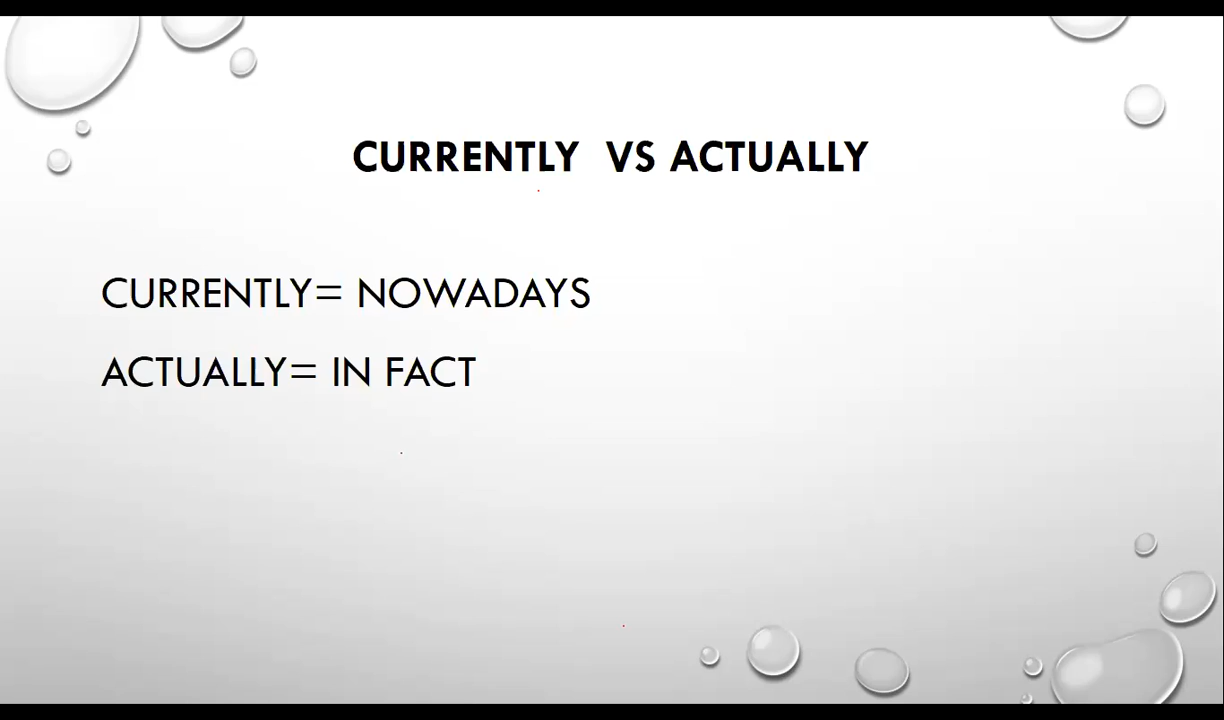 CURRENTLY VS ACTUALLY
CURRENTLY= NOWADAYS
ACTUALLY= IN FACT